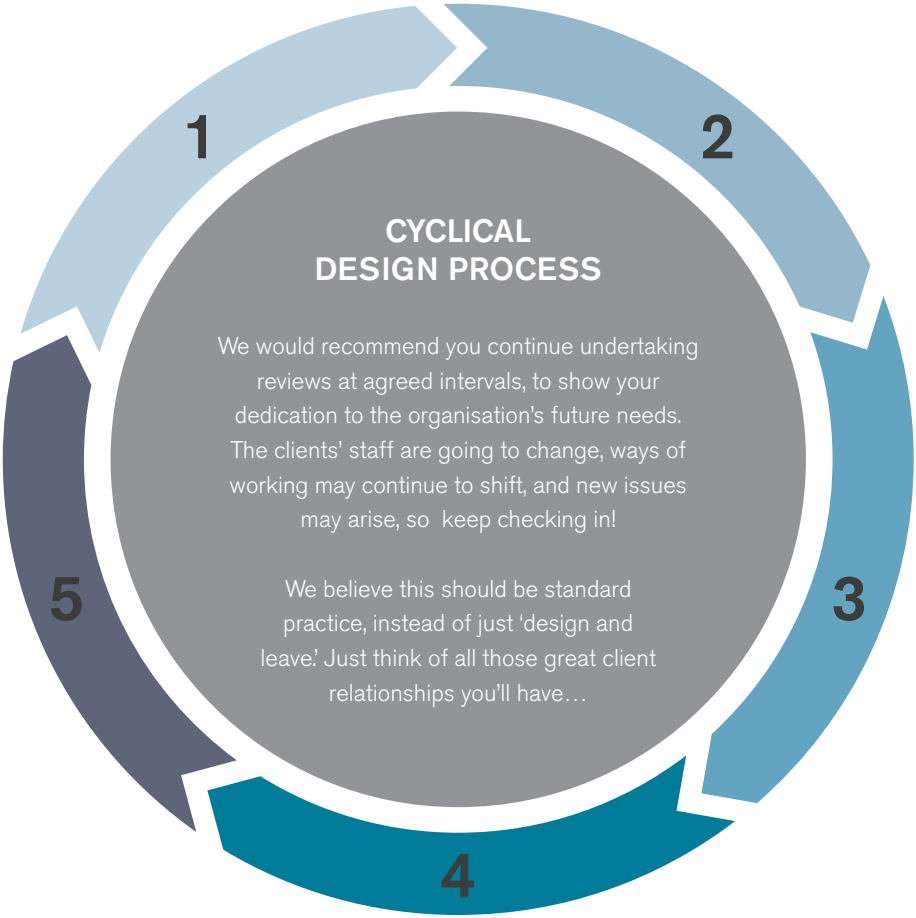 1
2
CYCLICAL
DESIGN PROCESS
We would recommend you continue undertaking
reviews at agreed intervals, to show your
dedication to the organisation’s future needs.
The clients’ staff are going to change, ways of
working may continue to shift, and new issues
may arise, so  keep checking in!
We believe this should be standard
practice, instead of just ‘design and
leave.’ Just think of all those great client
relationships you’ll have…
5
3
4